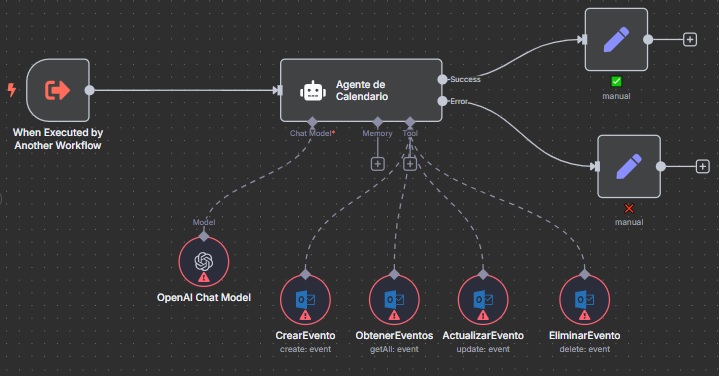 Agente de
Calendario
Success
Error
manual
When Executed by
Another Workflow
Chat Model*
Memory
Tool
manual
Model
OpenAI Chat Model
CrearEvento
create: event
ObtenerEventos
getAll: event
ActualizarEvento
update: event
EliminarEvento
delete: event